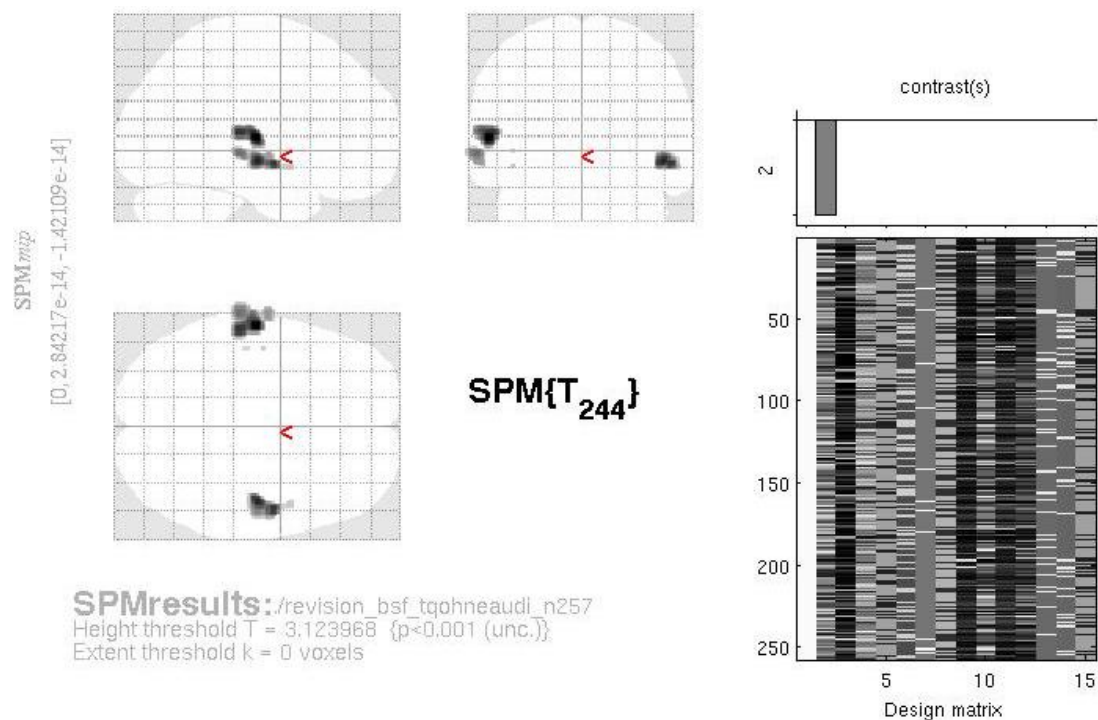 SPMmip
[0, 2.84217e-14, -1.42109e-14]
<
<
<
SPM{T244}
SPMresults: ./revision_bsf_tqohneaudi_n257
Height threshold T = 3.123968 {p<0.001 (unc.)}
Extent threshold k = 0 voxels
contrast(s)
2
50
100
150
200
250
5 10 15
Design matrix